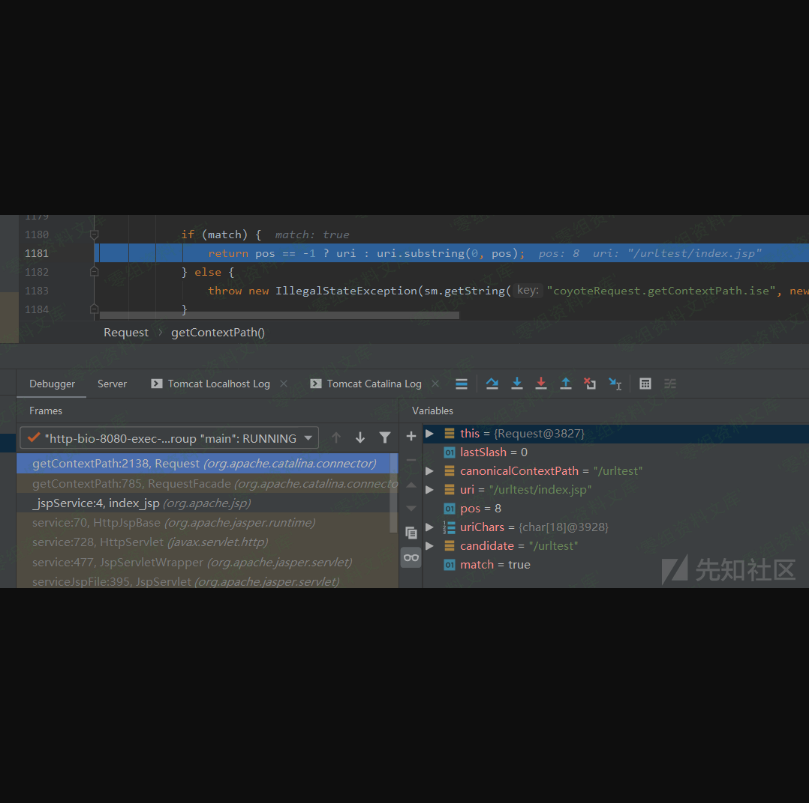 1179
1180 if (match) { match: true
1181 return pos == -1 ? uri : uri.substring(0, pos); pos: 8 uri: "/urltest/index.jsp"
1182 } else {
1183 throw new IllegalStateException(sm.getString( key: "coyoteRequest.getContextPath.ise", new
1184 }
Request › getContextPath()
Debugger Server Tomcat Localhost Log × Tomcat Catalina Log ×
Frames Variables
"http-bio-8080-exec-...roup "main": RUNNING
getContextPath:2138, Request (org.apache.catalina.connector)
getContextPath:785, RequestFacade (org.apache.catalina.connecto
_jspService:4, index_jsp (org.apache.jsp)
service:70, HttpJspBase (org.apache.jasper.runtime)
service:728, HttpServlet (javax.servlet.http)
service:477, JspServletWrapper (org.apache.jasper.servlet)
serviceJspFile:395, JspServlet (org.apache.jasper.servlet)
this = {Request@3827}
lastSlash = 0
canonicalContextPath = "/urltest"
uri = "/urltest/index.jsp"
pos = 8
uriChars = {char[18]@3928}
candidate = "/urltest"
match = true
先知社区